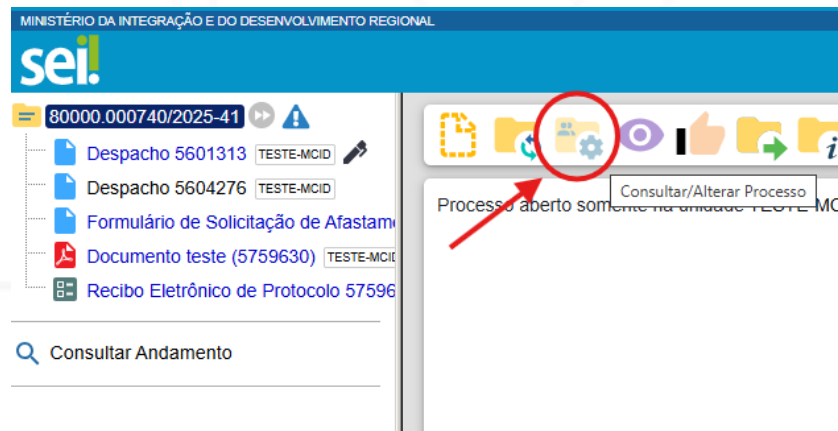 MINISTÉRIO DA INTEGRAÇÃO E DO DESENVOLVIMENTO REGIONAL
sei!
80000.000740/2025-41
Despacho 5601313 TESTE-MCID
Despacho 5604276 TESTE-MCID
Formulário de Solicitação de Afastam
Documento teste (5759630) TESTE-MCID
Recibo Eletrônico de Protocolo 57596
Consultar Andamento
Consultar/Alterar Processo
Processo aberto somente na unidade TESTE-MC